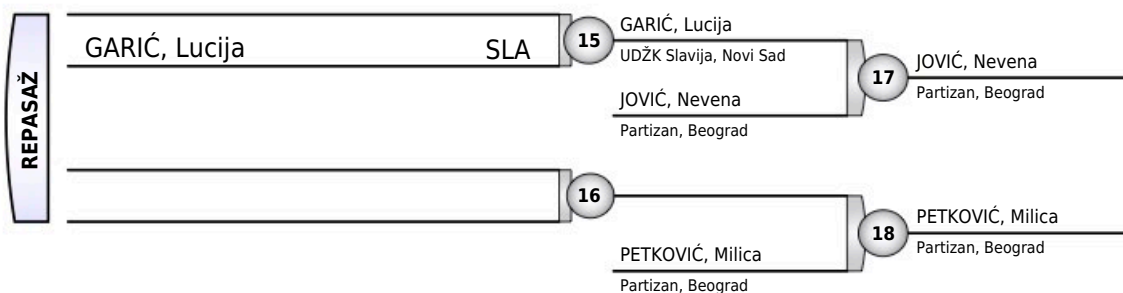 REPASAŽ
GARIĆ, Lucija SLA
15
GARIĆ, Lucija
UDŽK Slavija, Novi Sad
JOVIĆ, Nevena
Partizan, Beograd
17
JOVIĆ, Nevena
Partizan, Beograd
16
PETKOVIĆ, Milica
Partizan, Beograd
18
PETKOVIĆ, Milica
Partizan, Beograd